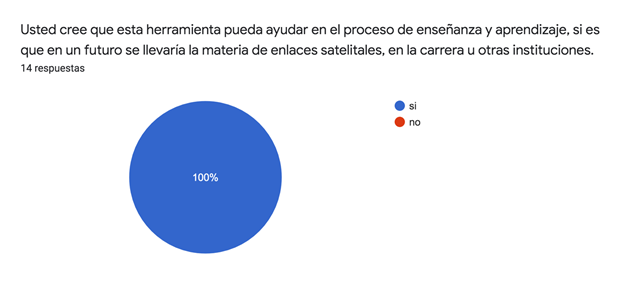 Usted cree que esta herramienta pueda ayudar en el proceso de enseñanza y aprendizaje, si es
que en un futuro se llevaría la materia de enlaces satelitales, en la carrera u otras instituciones.
14 respuestas
si
no
100%